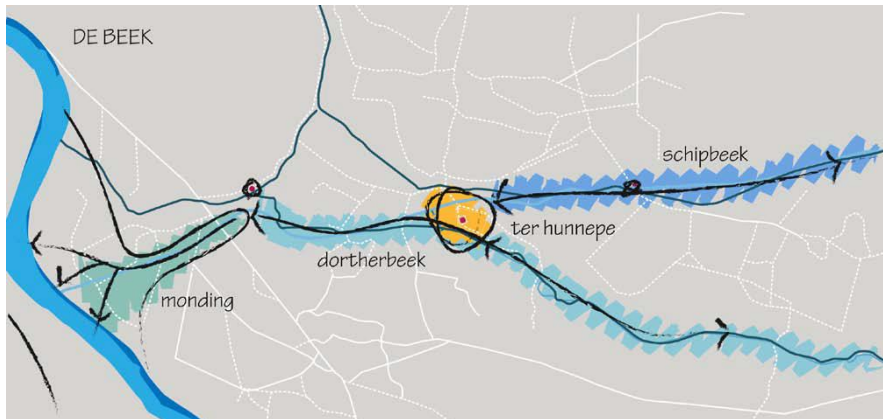 DE BEEK
schipbeek
ter hunnepe
dortherbeek
monding